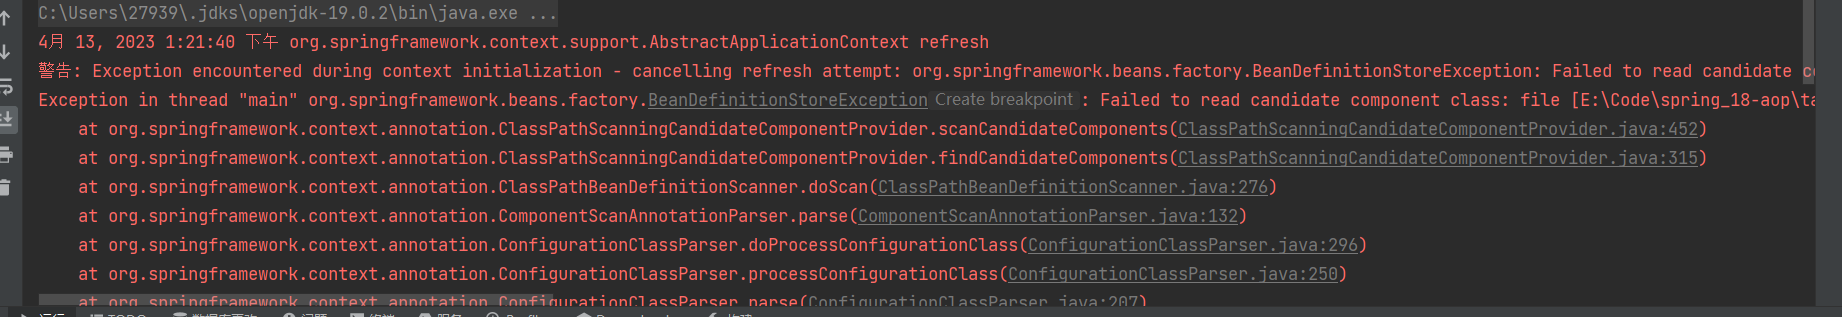 C:\Users\27939\.jdks\openjdk-19.0.2\bin\java.exe ...
4月 13, 2023 1:21:40 下午 org.springframework.context.support.AbstractApplicationContext refresh
警告: Exception encountered during context initialization - cancelling refresh attempt: org.springframework.beans.factory.BeanDefinitionStoreException: Failed to read candidate
Exception in thread "main" org.springframework.beans.factory.BeanDefinitionStoreException Create breakpoint : Failed to read candidate component class: file [E:\Code\spring_18-aop\ta
at org.springframework.context.annotation.ClassPathScanningCandidateComponentProvider.scanCandidateComponents(ClassPathScanningCandidateComponentProvider.java:452)
at org.springframework.context.annotation.ClassPathScanningCandidateComponentProvider.findCandidateComponents(ClassPathScanningCandidateComponentProvider.java:315)
at org.springframework.context.annotation.ClassPathBeanDefinitionScanner.doScan(ClassPathBeanDefinitionScanner.java:276)
at org.springframework.context.annotation.ComponentScanAnnotationParser.parse(ComponentScanAnnotationParser.java:132)
at org.springframework.context.annotation.ConfigurationClassParser.doProcessConfigurationClass(ConfigurationClassParser.java:296)
at org.springframework.context.annotation.ConfigurationClassParser.processConfigurationClass(ConfigurationClassParser.java:250)
at org.springframework.context.annotation.ConfigurationClassParser.parse(ConfigurationClassParser.java:207)